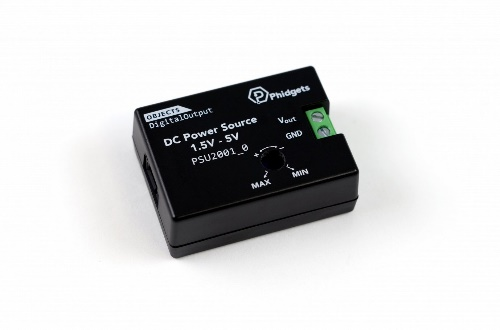 OBJECTS
DigitalOutput
Phidgets
DC Power Source
1.5V - 5V
PSU2001_0
Vout
GND
+ -
MAX
MIN